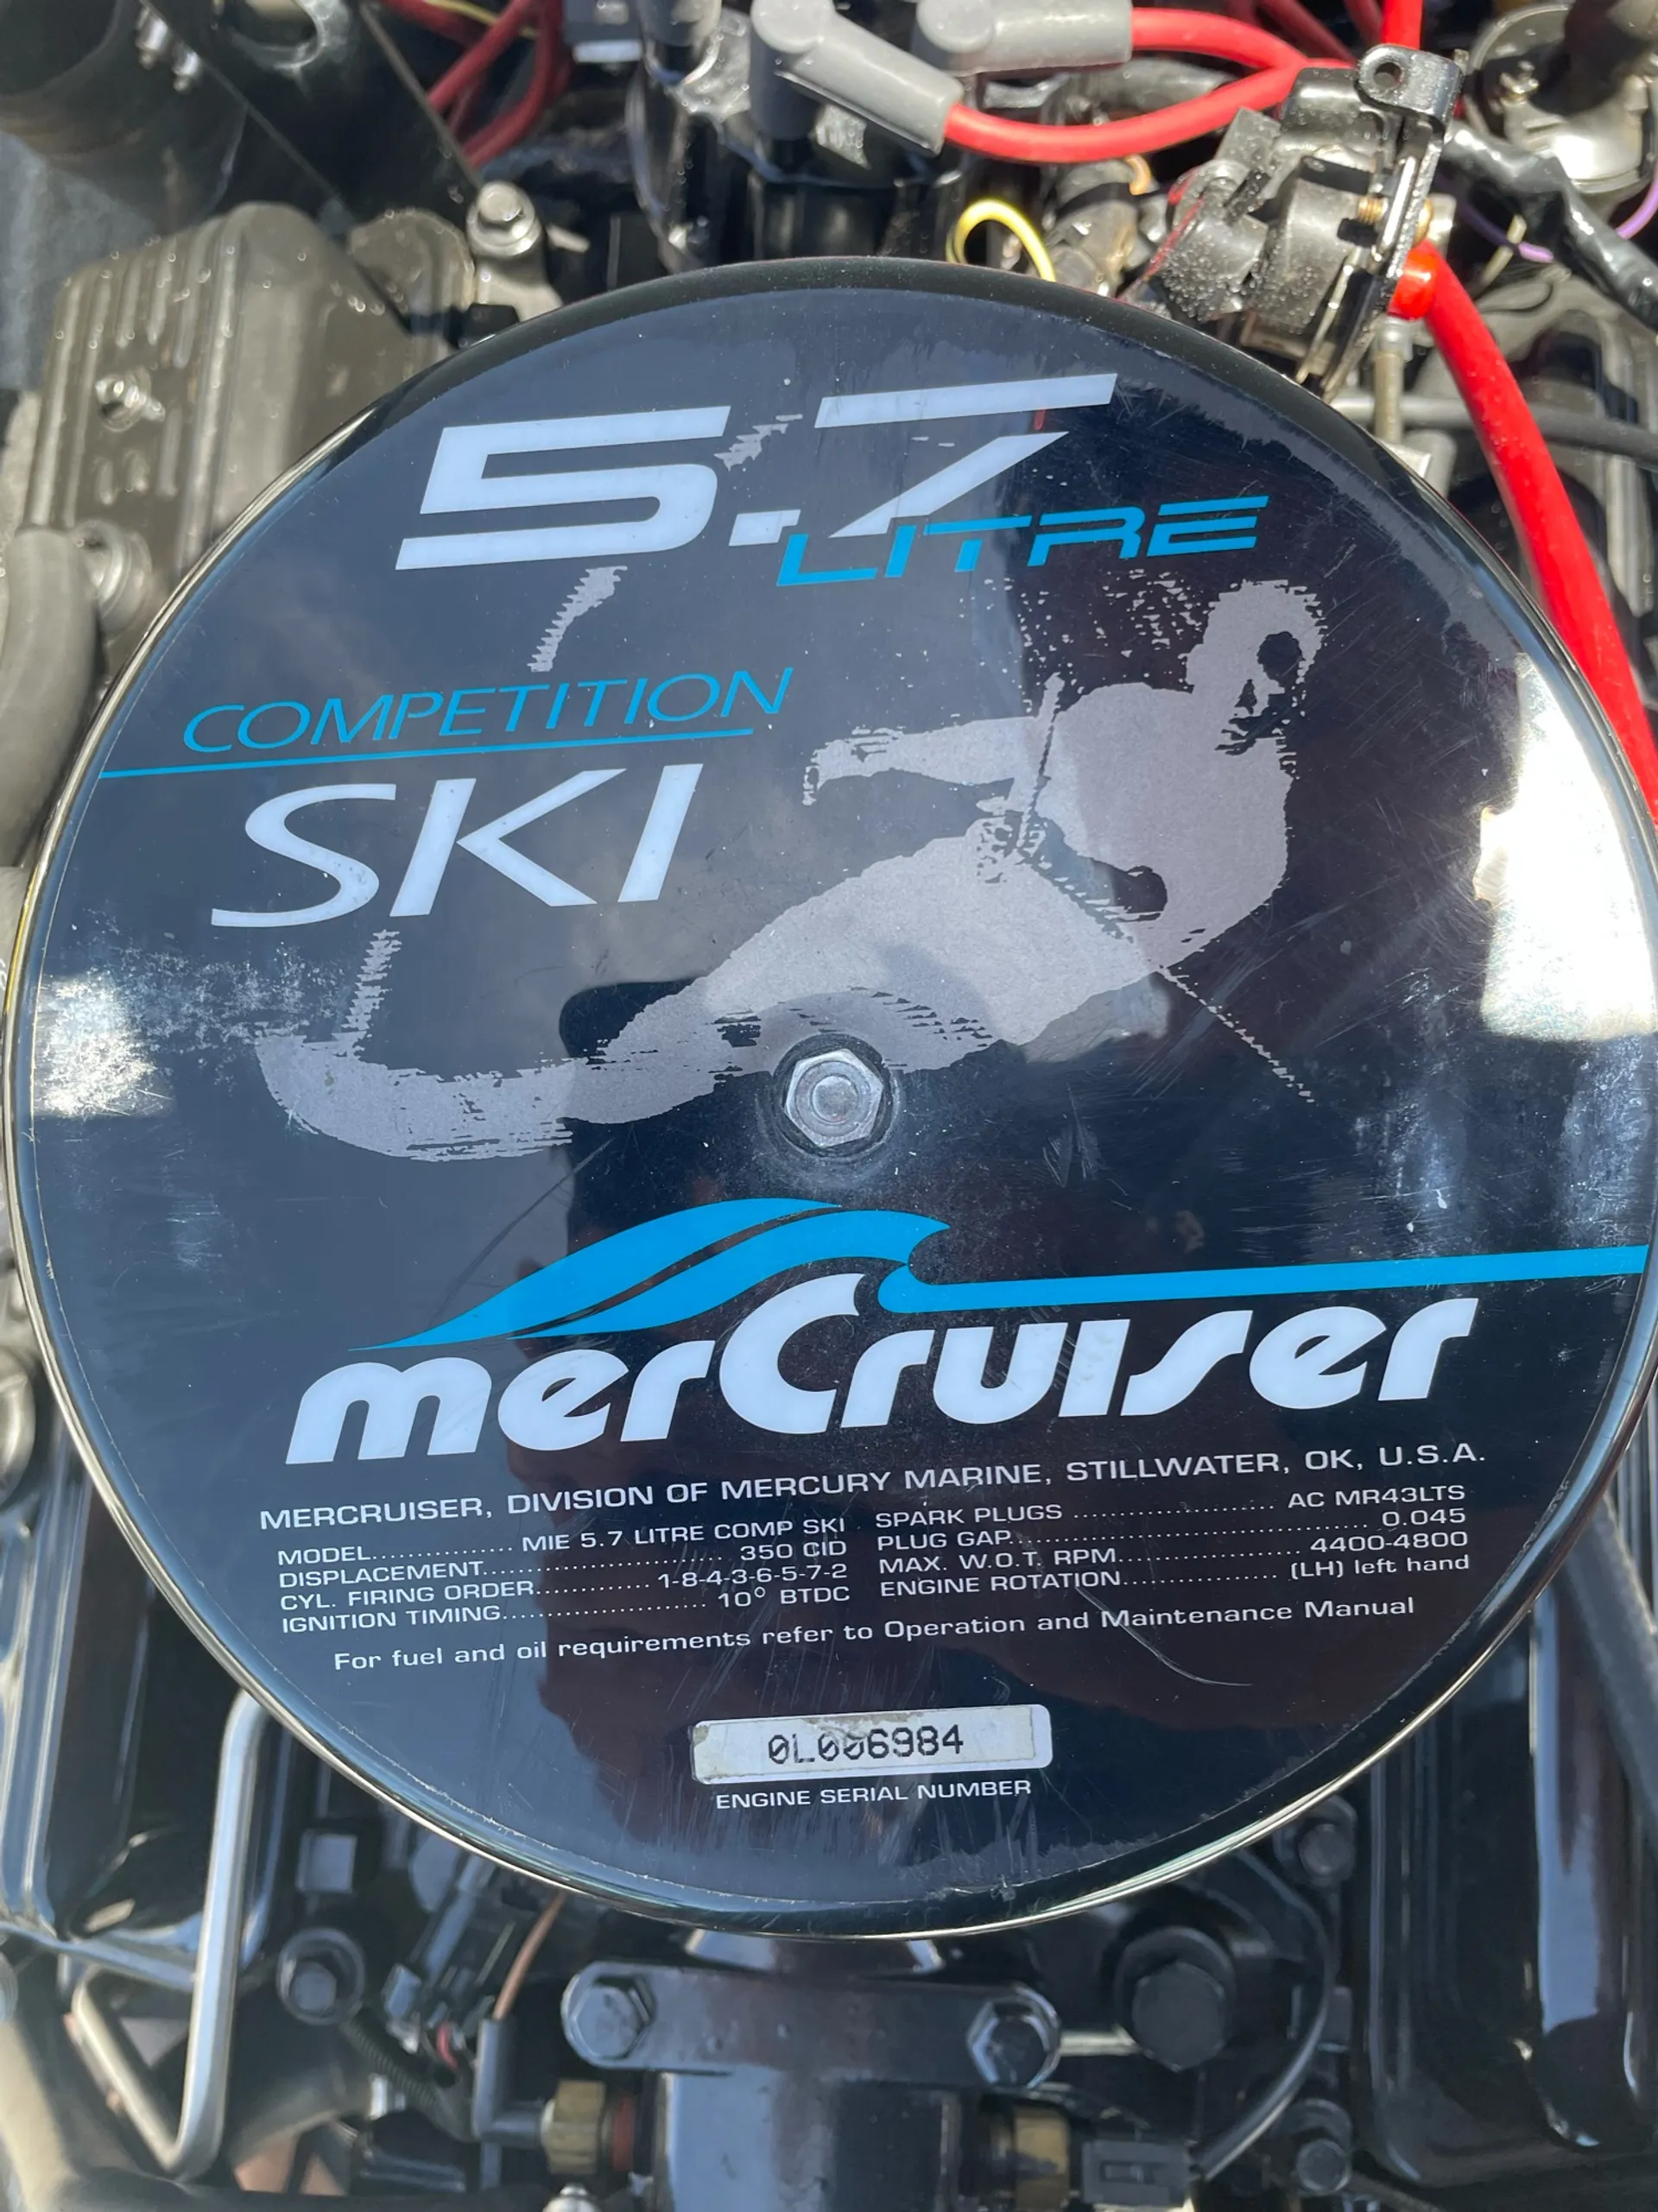 5.7
LITRE
COMPETITION
SKI
merCruiser
MERCRUISER, DIVISION OF MERCURY MARINE, STILLWATER, OK, U.S.A.
MODEL............... MIE 5.7 LITRE COMP SKI
DISPLACEMENT............................ 350 CID
CYL. FIRING ORDER............ 1-8-4-3-6-5-7-2
IGNITION TIMING........................ 10° BTDC
SPARK PLUGS ....................... AC MR43LTS
PLUG GAP........................................ 0.045
MAX. W.O.T. RPM..................... 4400-4800
ENGINE ROTATION.................. (LH) left hand
For fuel and oil requirements refer to Operation and Maintenance Manual
0L006984
ENGINE SERIAL NUMBER